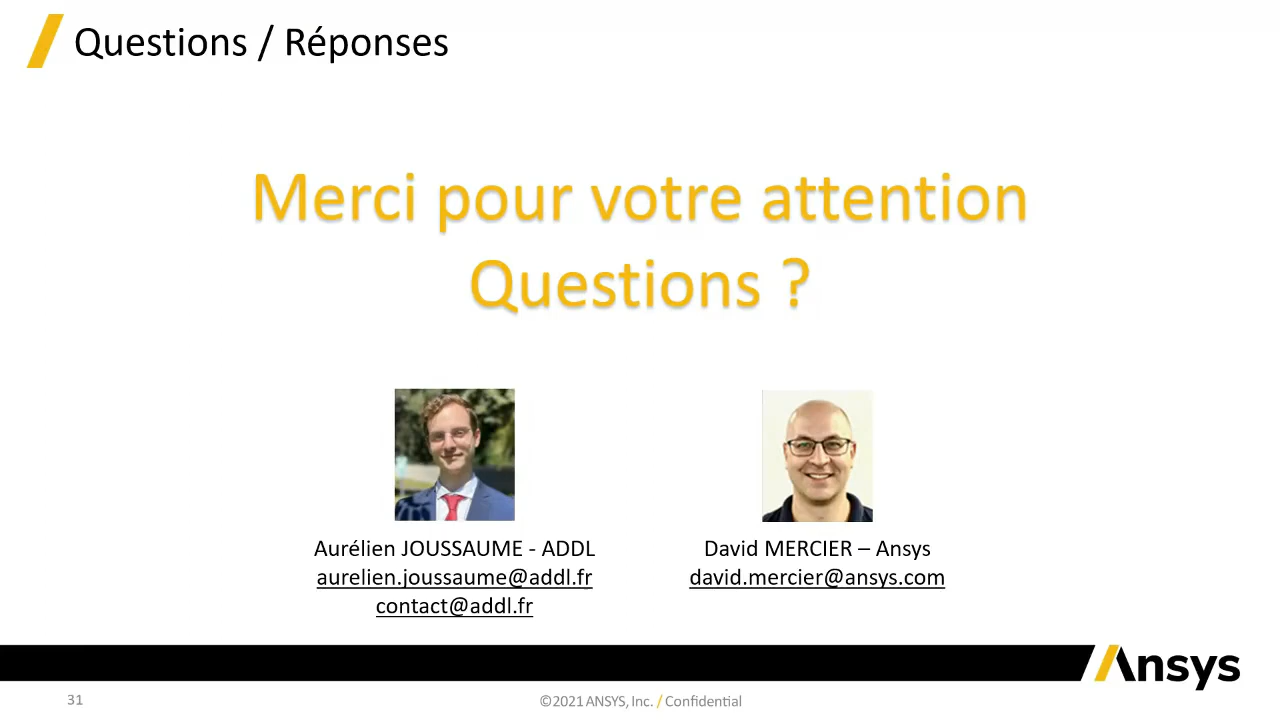 Questions / Réponses
Merci pour votre attention
Questions ?
Aurélien JOUSSAUME - ADDL
aurelien.joussaume@addl.fr
contact@addl.fr
David MERCIER – Ansys
david.mercier@ansys.com
Ansys
31
©2021 ANSYS, Inc. / Confidential